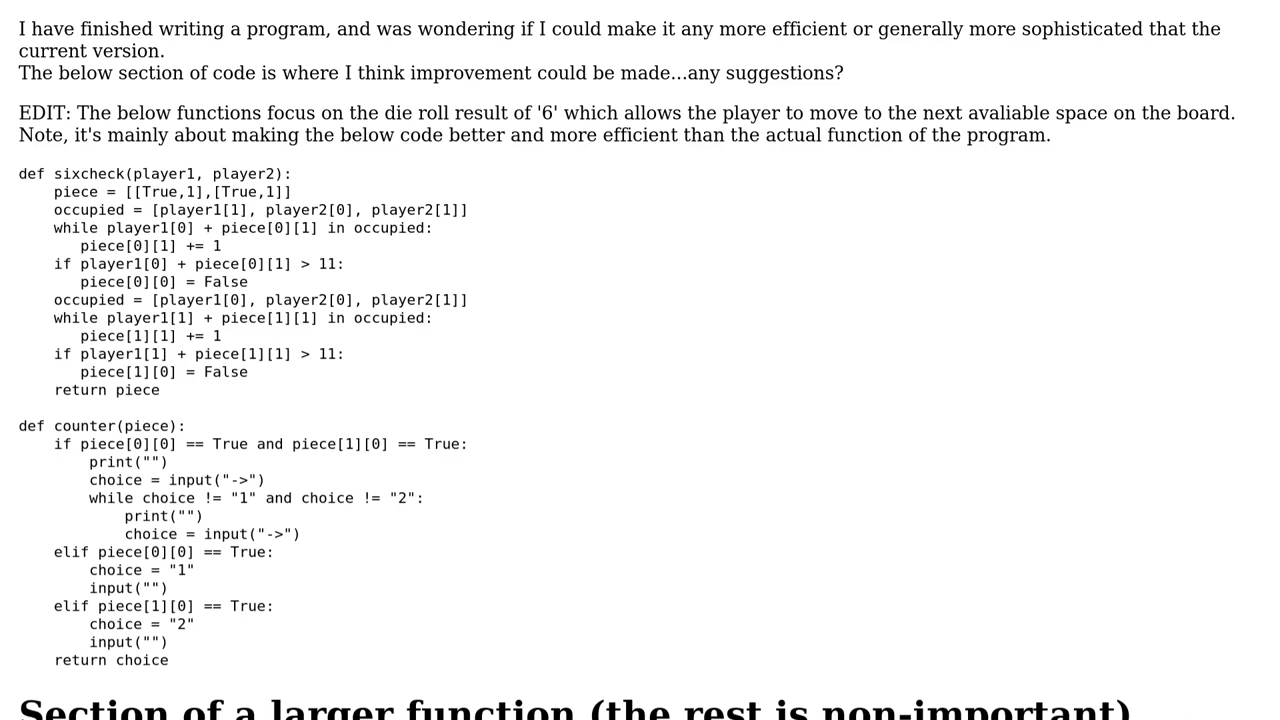 I have finished writing a program, and was wondering if I could make it any more efficient or generally more sophisticated that the
current version.
The below section of code is where I think improvement could be made...any suggestions?
EDIT: The below functions focus on the die roll result of '6' which allows the player to move to the next avaliable space on the board.
Note, it's mainly about making the below code better and more efficient than the actual function of the program.
def sixcheck(player1, player2):
    piece = [[True,1],[True,1]]
    occupied = [player1[1], player2[0], player2[1]]
    while player1[0] + piece[0][1] in occupied:
       piece[0][1] += 1
    if player1[0] + piece[0][1] > 11:
       piece[0][0] = False
    occupied = [player1[0], player2[0], player2[1]]
    while player1[1] + piece[1][1] in occupied:
       piece[1][1] += 1
    if player1[1] + piece[1][1] > 11:
       piece[1][0] = False
    return piece
def counter(piece):
    if piece[0][0] == True and piece[1][0] == True:
        print("")
        choice = input("->")
        while choice != "1" and choice != "2":
            print("")
            choice = input("->")
    elif piece[0][0] == True:
        choice = "1"
        input("")
    elif piece[1][0] == True:
        choice = "2"
        input("")
    return choice
Section of a larger function (the rest is non-important)